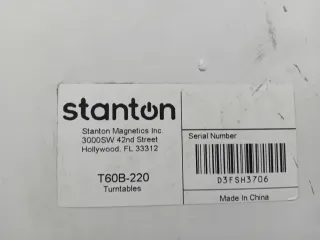 stanton
Stanton Magnetics Inc.
3000SW 42nd Street
Hollywood. FL 33312
T60B-220
Turntables
Serial Number
D3FSH3706
Made In China